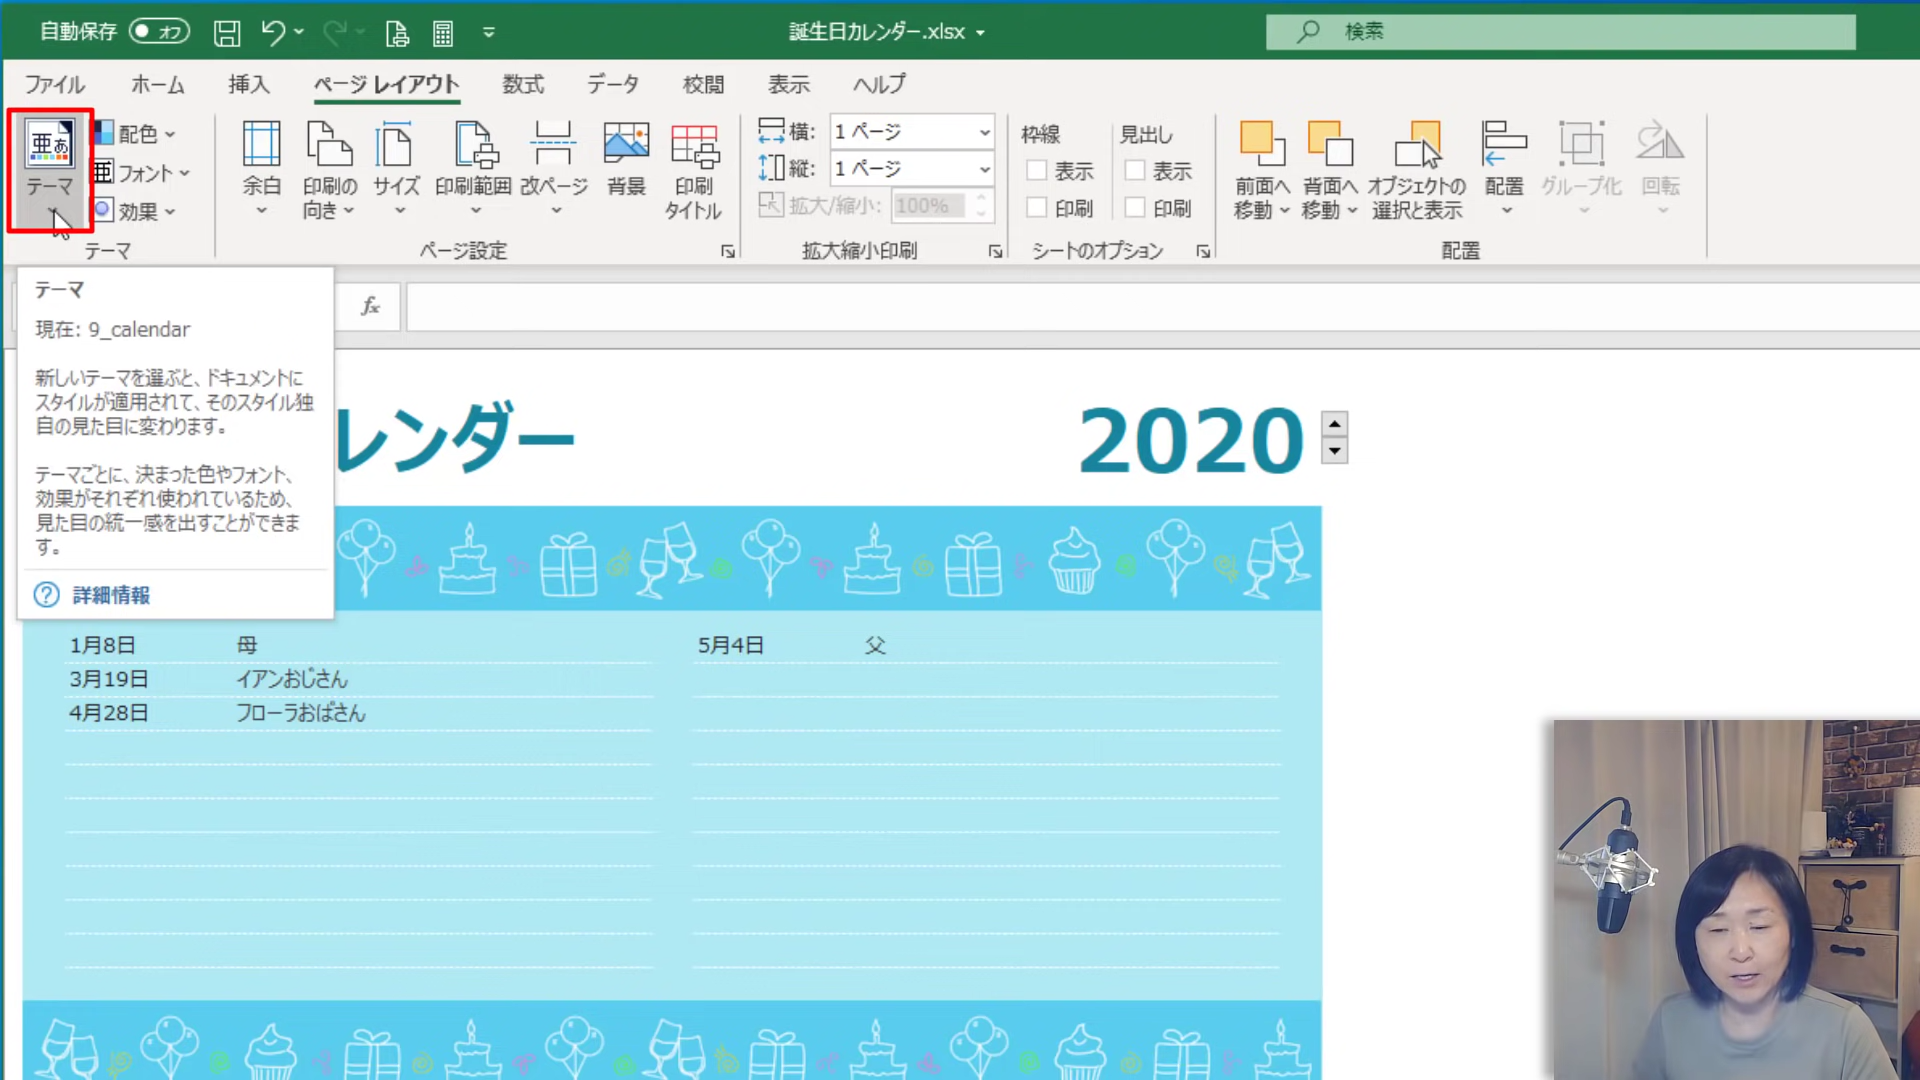 自動保存 オフ
誕生日カレンダー.xlsx
検索
ファイル ホーム 挿入 ページ レイアウト 数式 データ 校閲 表示 ヘルプ
亜あ
テーマ
配色
亜 フォント
効果
テーマ
余白
印刷の
向き
サイズ
印刷範囲
改ページ
背景
印刷
タイトル
ページ設定
横: 1 ページ
縦: 1 ページ
拡大/縮小: 100%
拡大縮小印刷
枠線 見出し
表示 表示
印刷 印刷
シートのオプション
前面へ
移動
背面へ
移動
オブジェクトの
選択と表示
配置
グループ化
回転
配置
テーマ
現在: 9_calendar
新しいテーマを選ぶと、ドキュメントに
スタイルが適用されて、そのスタイル独
自の見た目に変わります。
テーマごとに、決まった色やフォント、
効果がそれぞれ使われているため、
見た目の統一感を出すことができま
す。
? 詳細情報
fx
レンダー 2020
1月8日 母
3月19日 イアンおじさん
4月28日 フローラおばさん
5月4日 父